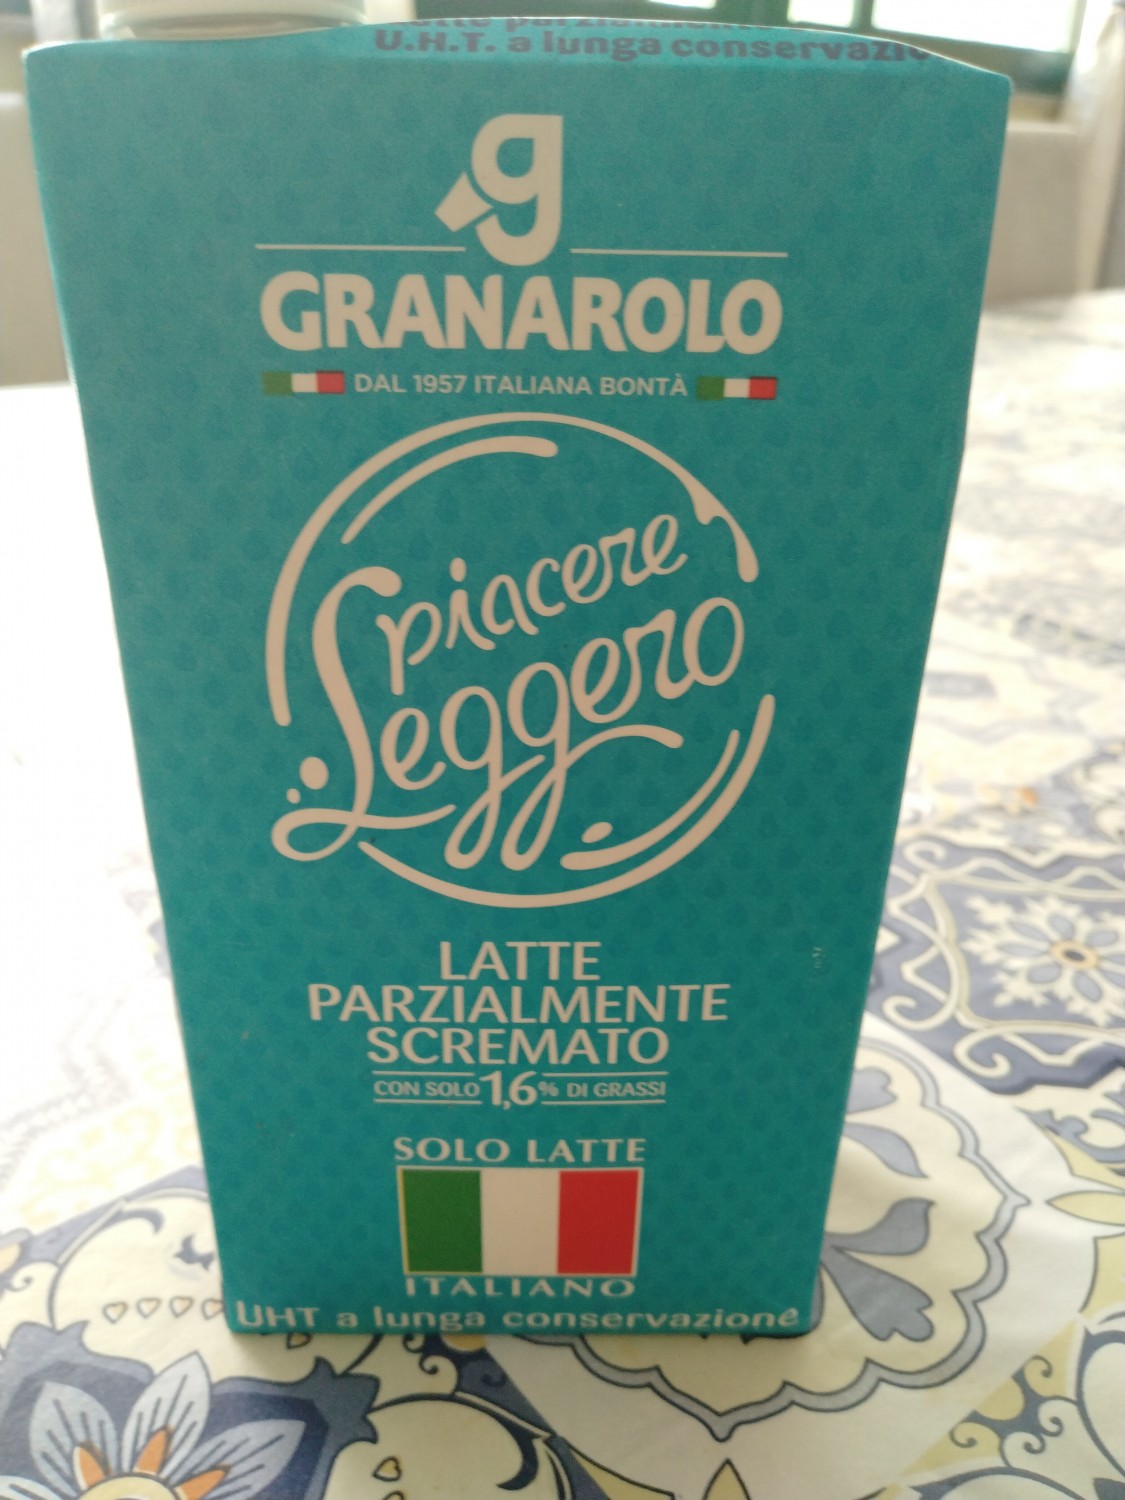 U.H.T. a lunga
g
GRANAROLO
DAL 1957 ITALIANA BONTÀ
piacere
Leggero
LATTE
PARZIALMENTE
SCREMATO
CON SOLO 1,6% DI GRASSI
SOLO LATTE
ITALIANO
UHT a lunga conservazione